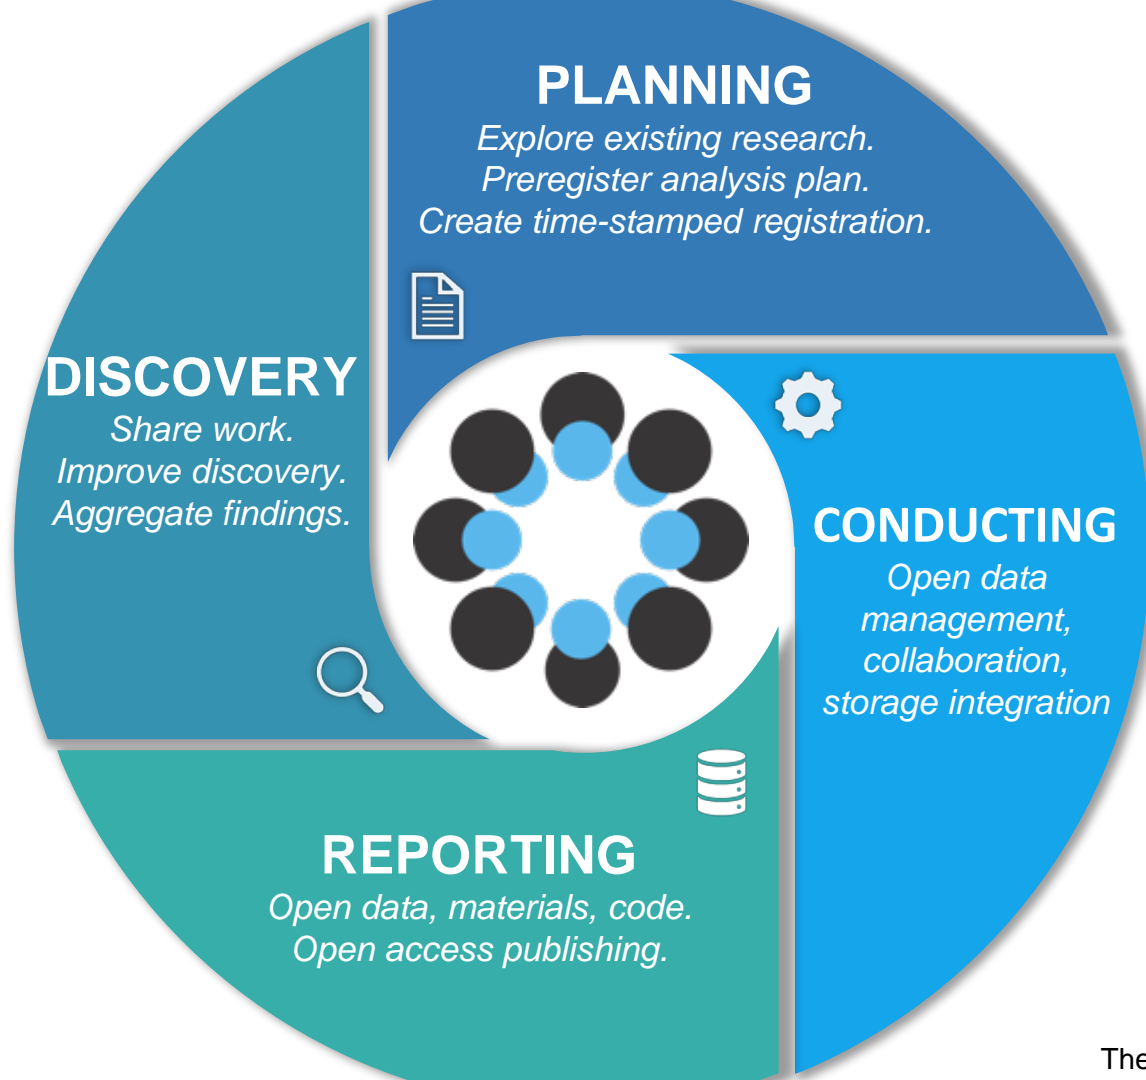 PLANNING
Explore existing research.
Preregister analysis plan.
Create time-stamped registration.
DISCOVERY
Share work.
Improve discovery.
Aggregate findings.
CONDUCTING
Open data
management,
collaboration,
storage integration
REPORTING
Open data, materials, code.
Open access publishing.
The